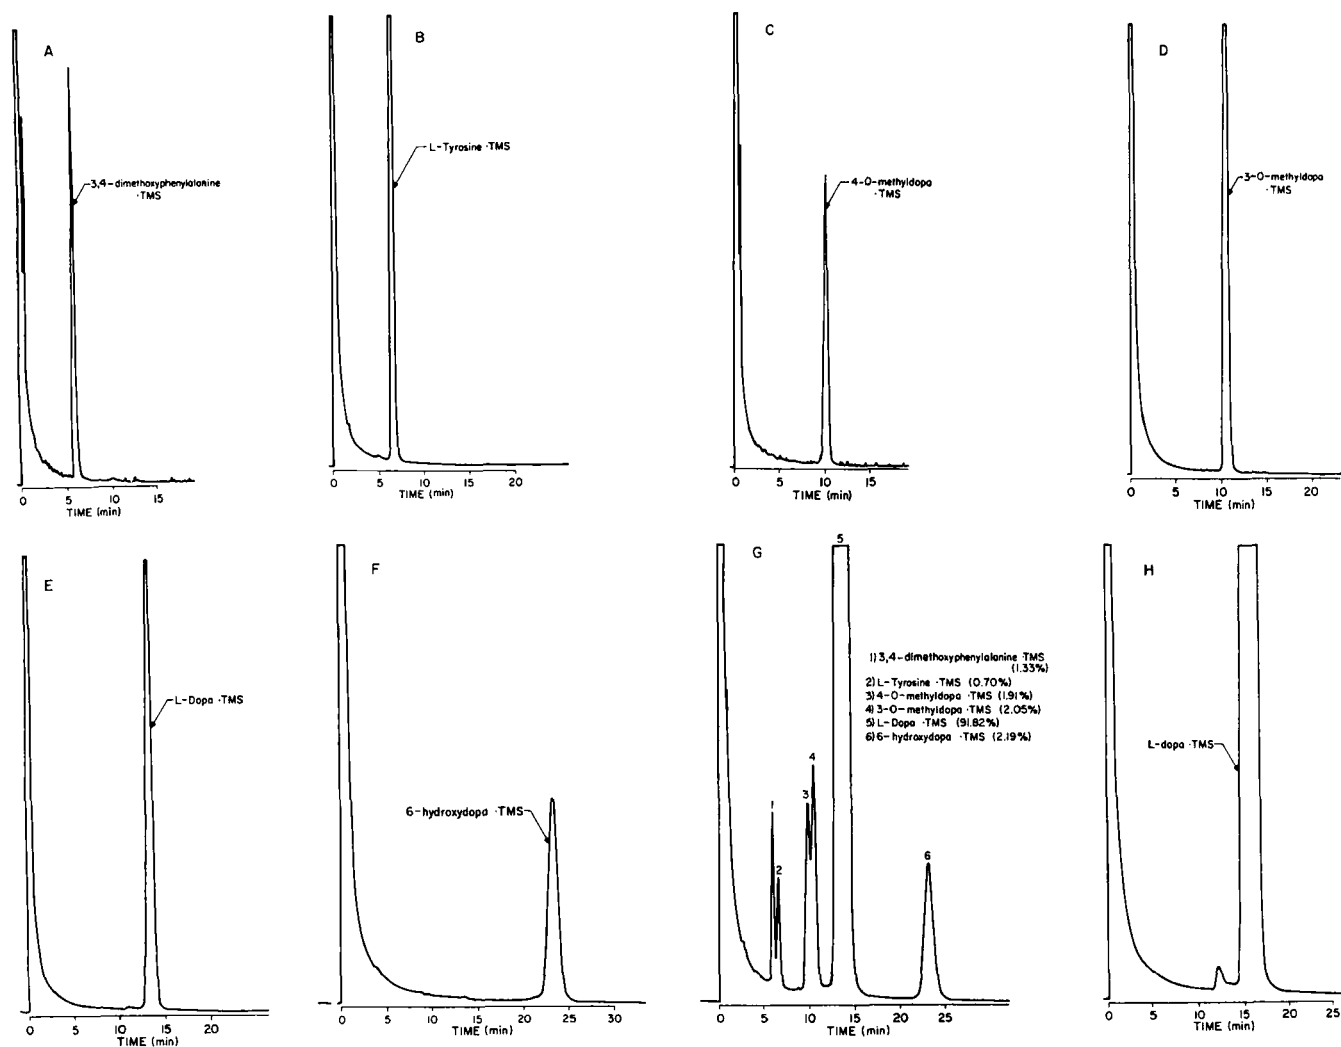 A
3,4-dimethoxyphenylalanine
·TMS
0 5 10 15
TIME (min)
B
L-Tyrosine ·TMS
0 5 10 15 20
TIME (min)
C
4-O-methyldopa
·TMS
0 5 10 15
TIME (min)
D
3-O-methyldopa
·TMS
0 5 10 15 20
TIME (min)
E
L-Dopa ·TMS
0 5 10 15 20
TIME (min)
F
6-hydroxydopa ·TMS
0 5 10 15 20 25 30
TIME (min)
G
5
1) 3,4-dimethoxyphenylalanine ·TMS
(1.33%)
2) L-Tyrosine ·TMS (0.70%)
3) 4-O-methyldopa ·TMS (1.91%)
4) 3-O-methyldopa ·TMS (2.05%)
5) L-Dopa ·TMS (91.82%)
6) 6-hydroxydopa ·TMS (2.19%)
4
3
1
2
6
0 5 10 15 20 25
TIME (min)
H
L-dopa ·TMS
0 5 10 15 20 25
TIME (min)